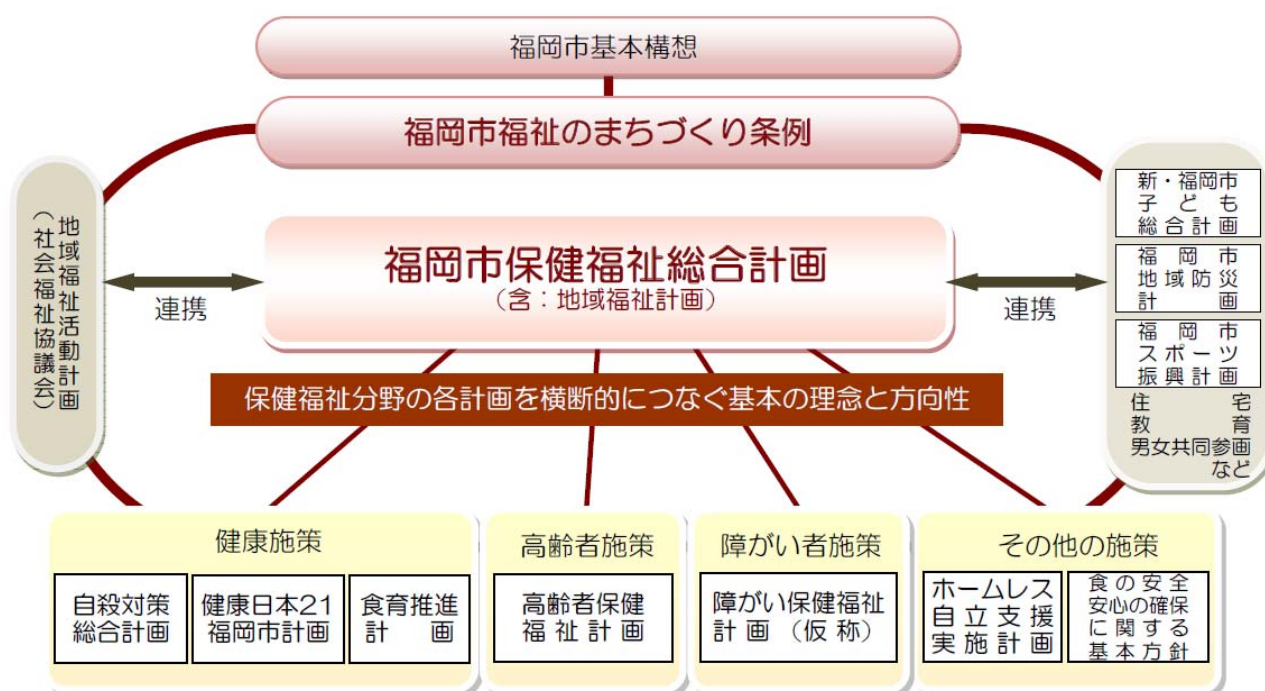 福岡市基本構想
福岡市福祉のまちづくり条例
地域福祉活動計画
（社会福祉協議会）
連携
福岡市保健福祉総合計画
（含：地域福祉計画）
連携
新・福岡市
子ども
総合計画
福岡市
地域防災
計画
福岡市
スポーツ
振興計画
住宅
教育
男女共同参画
など
保健福祉分野の各計画を横断的につなぐ基本の理念と方向性
健康施策
自殺対策
総合計画
健康日本21
福岡市計画
食育推進
計画
高齢者施策
高齢者保健
福祉計画
障がい者施策
障がい保健福祉
計画（仮称）
その他の施策
ホームレス
自立支援
実施計画
食の安全
安心の確保
に関する
基本方針